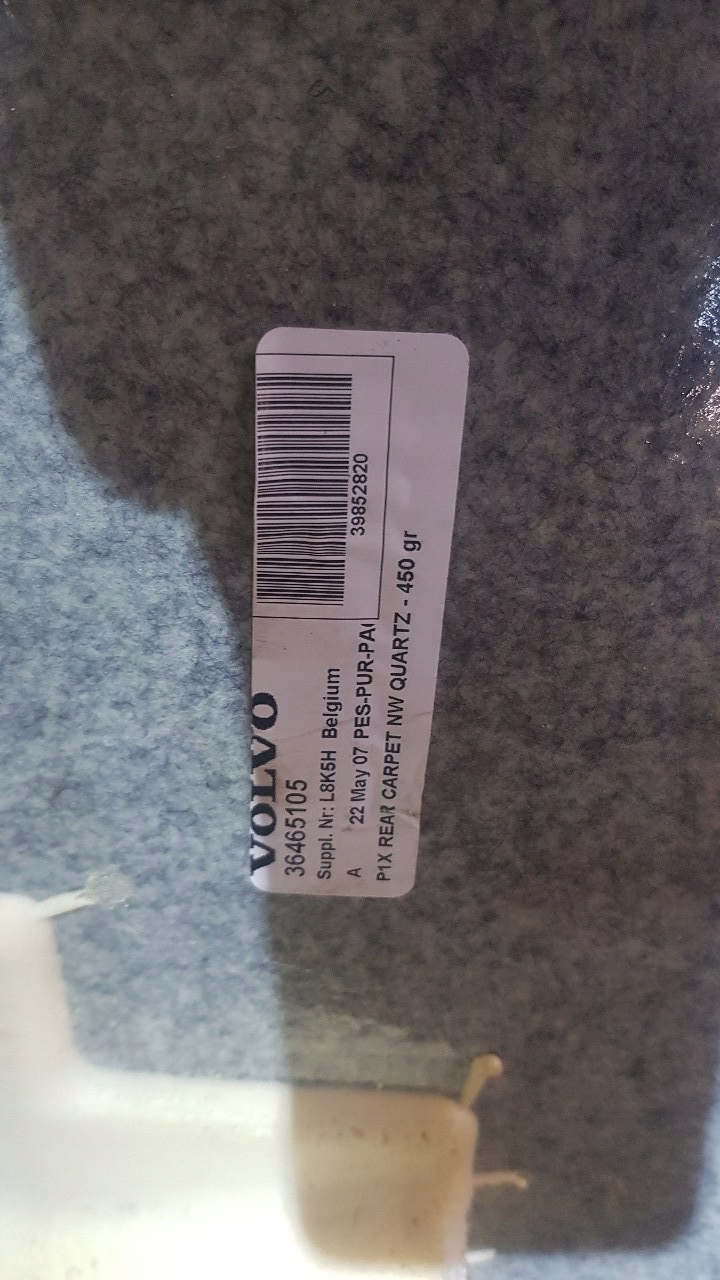 VOLVO
36465105
Suppl. Nr: L8K5H Belgium
A 22 May 07 PES-PUR-PA
P1X REAR CARPET NW QUARTZ - 450 gr
39852820